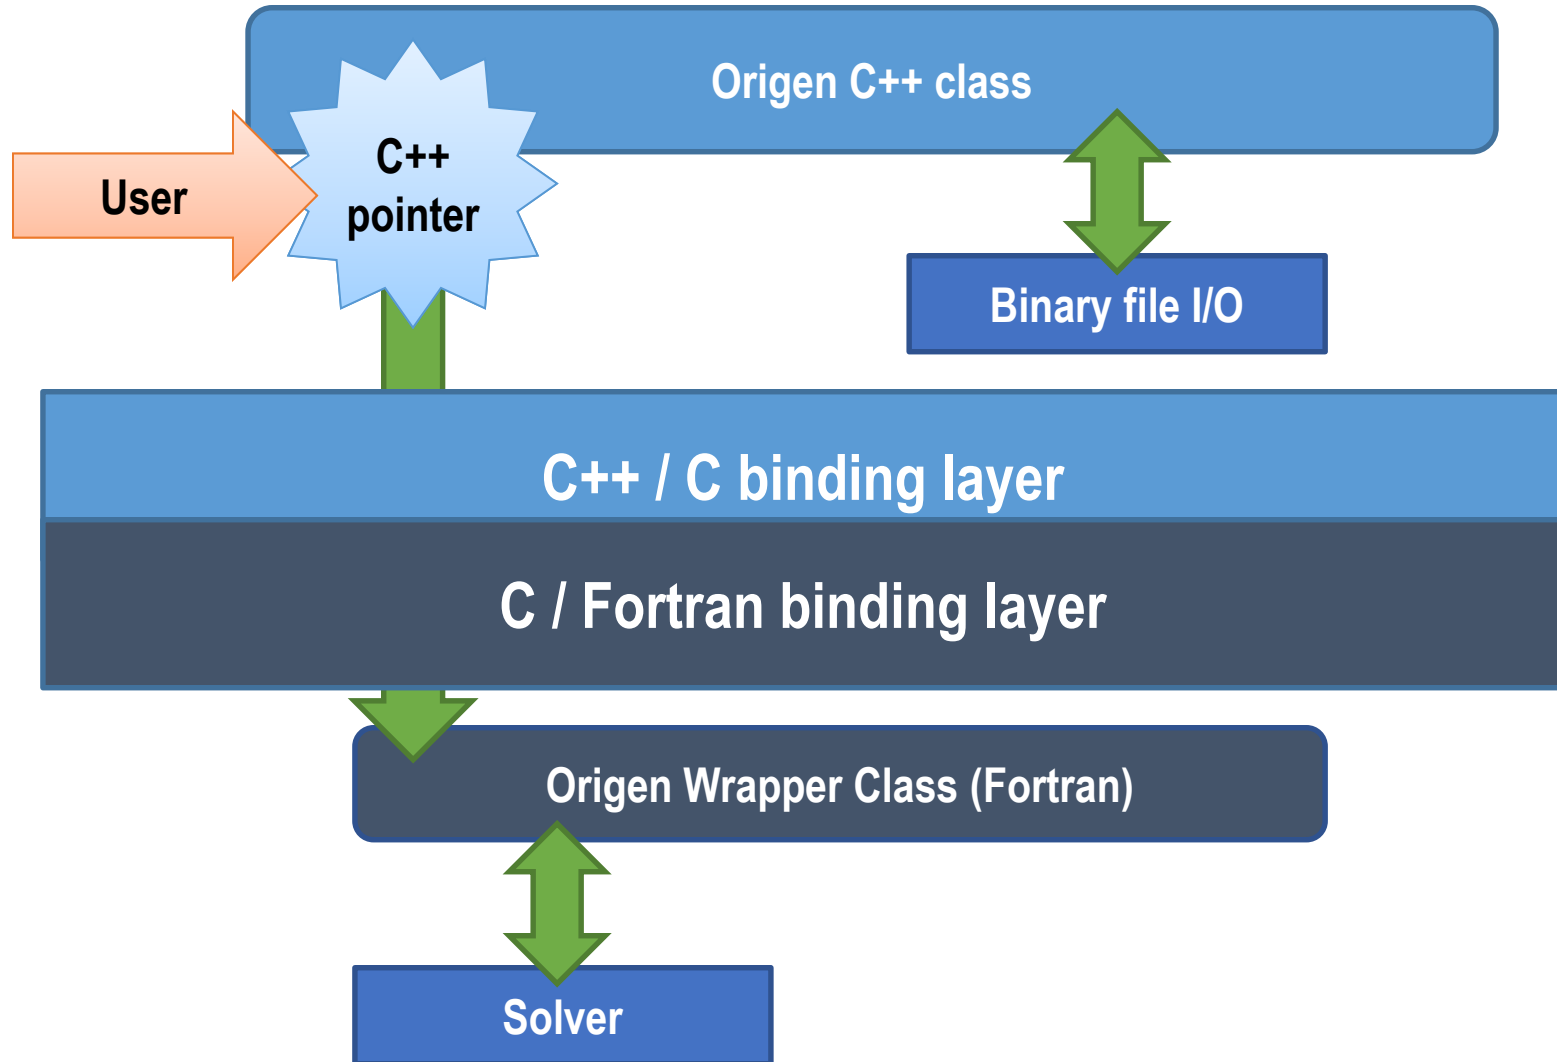 Origen C++ class
C++
pointer
User
Binary file I/O
C++ / C binding layer
C / Fortran binding layer
Origen Wrapper Class (Fortran)
Solver